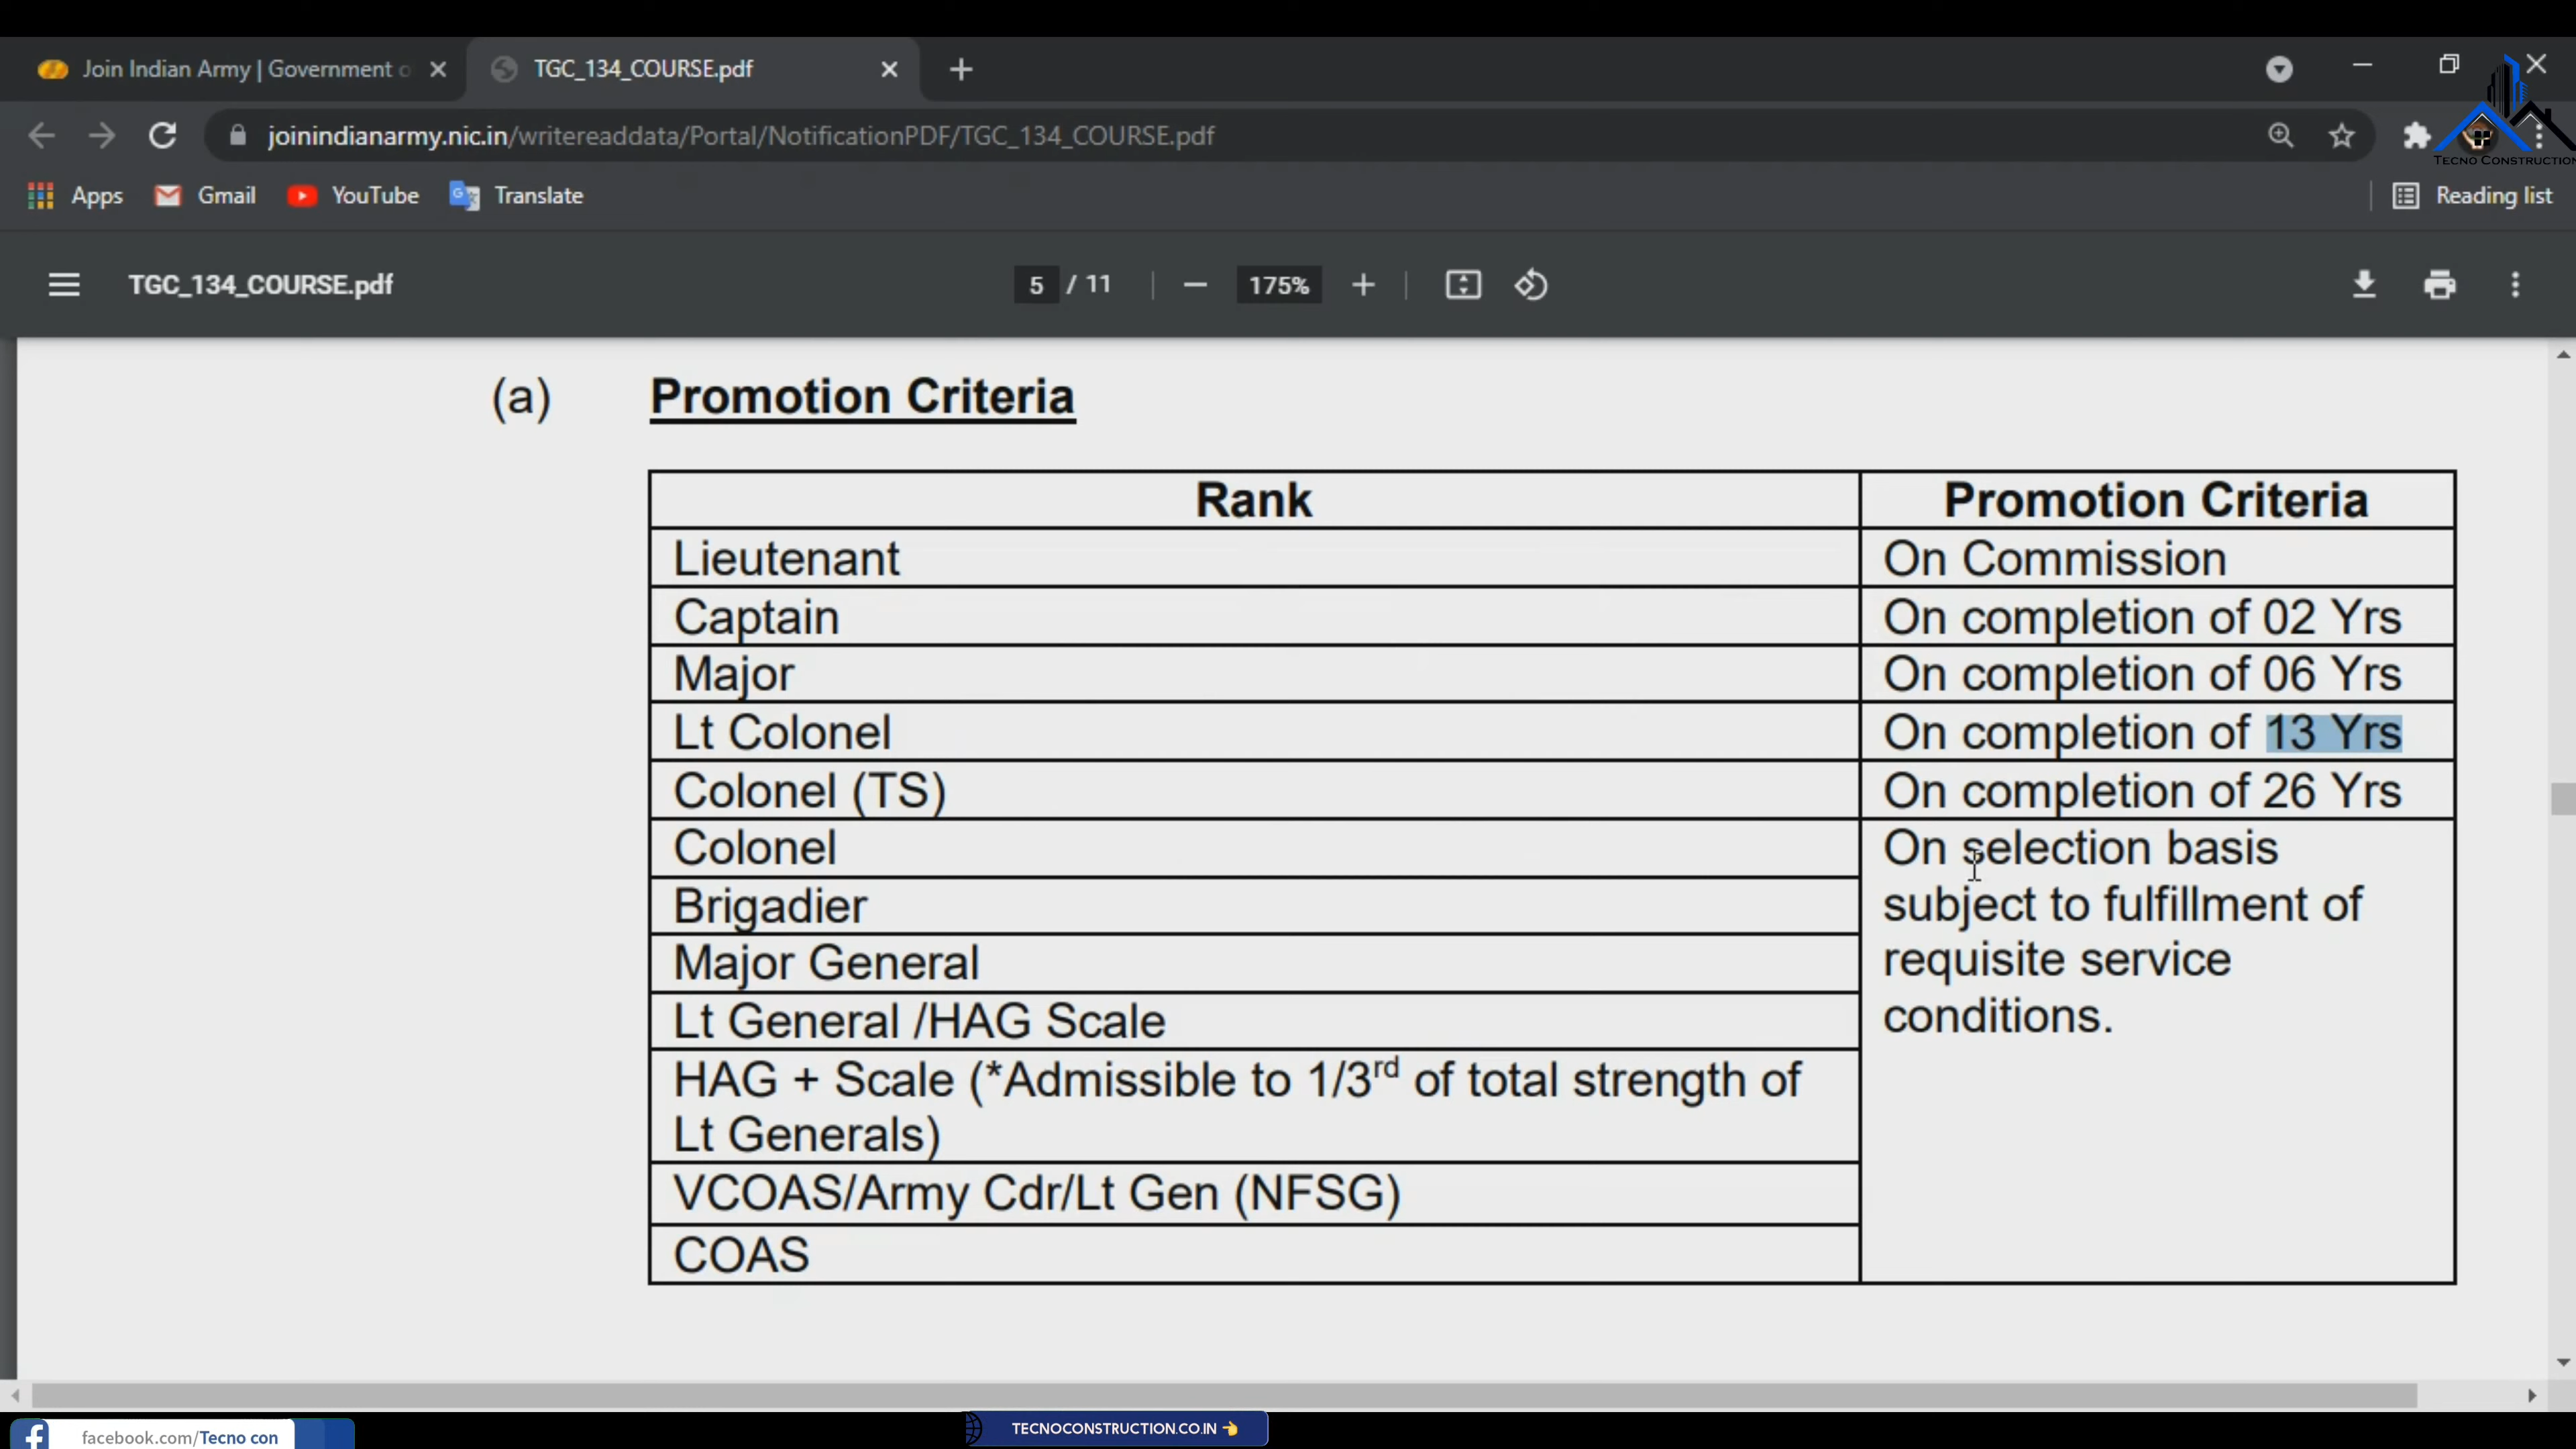 Join Indian Army | Government o
TGC_134_COURSE.pdf
joinindianarmy.nic.in/writereaddata/Portal/NotificationPDF/TGC_134_COURSE.pdf
TECNO CONSTRUCTION
Apps Gmail YouTube Translate Reading list
TGC_134_COURSE.pdf 5 / 11 175%
(a) Promotion Criteria
Rank Promotion Criteria
Lieutenant On Commission
Captain On completion of 02 Yrs
Major On completion of 06 Yrs
Lt Colonel On completion of 13 Yrs
Colonel (TS) On completion of 26 Yrs
Colonel On selection basis
Brigadier subject to fulfillment of
Major General requisite service
Lt General /HAG Scale conditions.
HAG + Scale (*Admissible to 1/3rd of total strength of
Lt Generals)
VCOAS/Army Cdr/Lt Gen (NFSG)
COAS
facebook.com/Tecno con
TECNOCONSTRUCTION.CO.IN